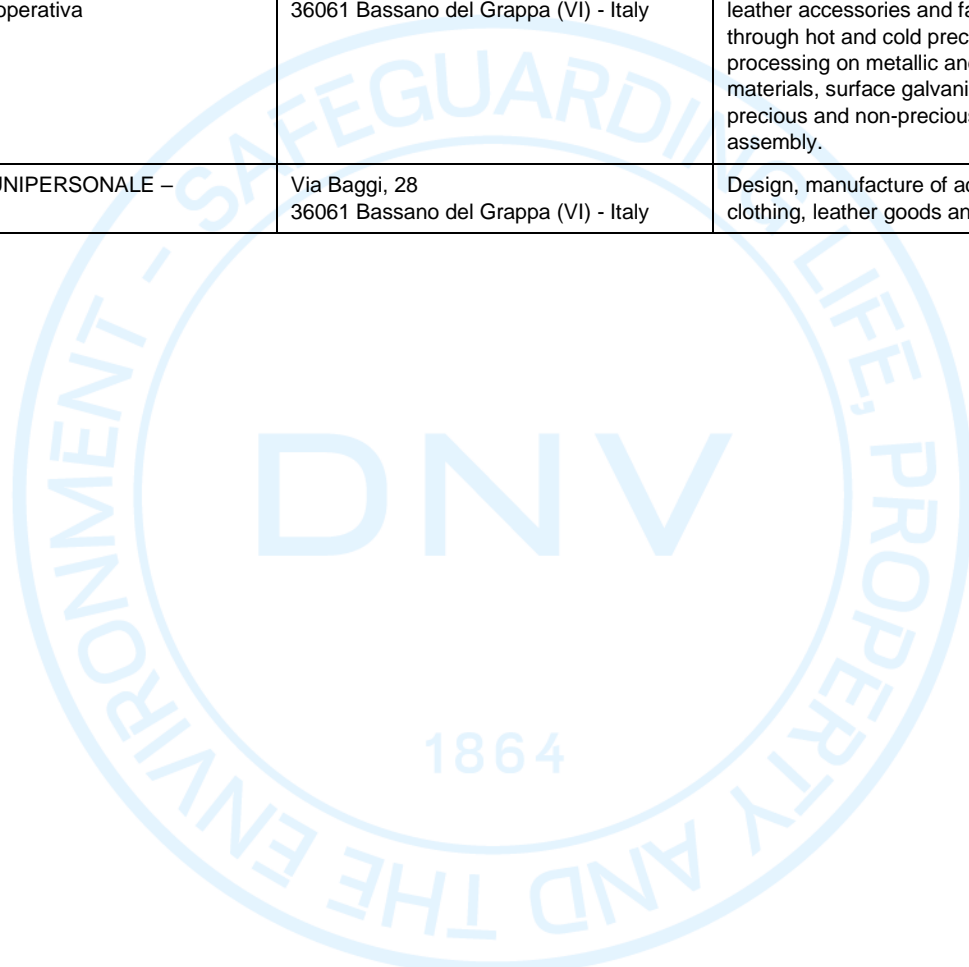 operativa
36061 Bassano del Grappa (VI) - Italy
leather accessories and fa
through hot and cold prec
processing on metallic an
materials, surface galvani
precious and non-preciou
assembly.
UNIPERSONALE –
Via Baggi, 28
36061 Bassano del Grappa (VI) - Italy
Design, manufacture of a
clothing, leather goods an
SAFEGUARDING LIFE, PROPERTY AND THE ENVIRONMENT -
DNV
1864